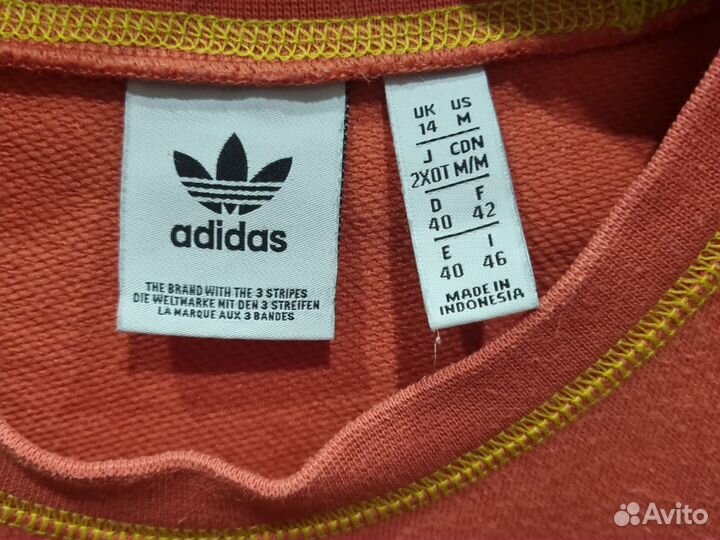 adidas
THE BRAND WITH THE 3 STRIPES
DIE WELTMARKE MIT DEN 3 STREIFEN
LA MARQUE AUX 3 BANDES
UK US
14 M
J CDN
2XOT M/M
D F
40 42
E I
40 46
MADE IN
INDONESIA
Avito